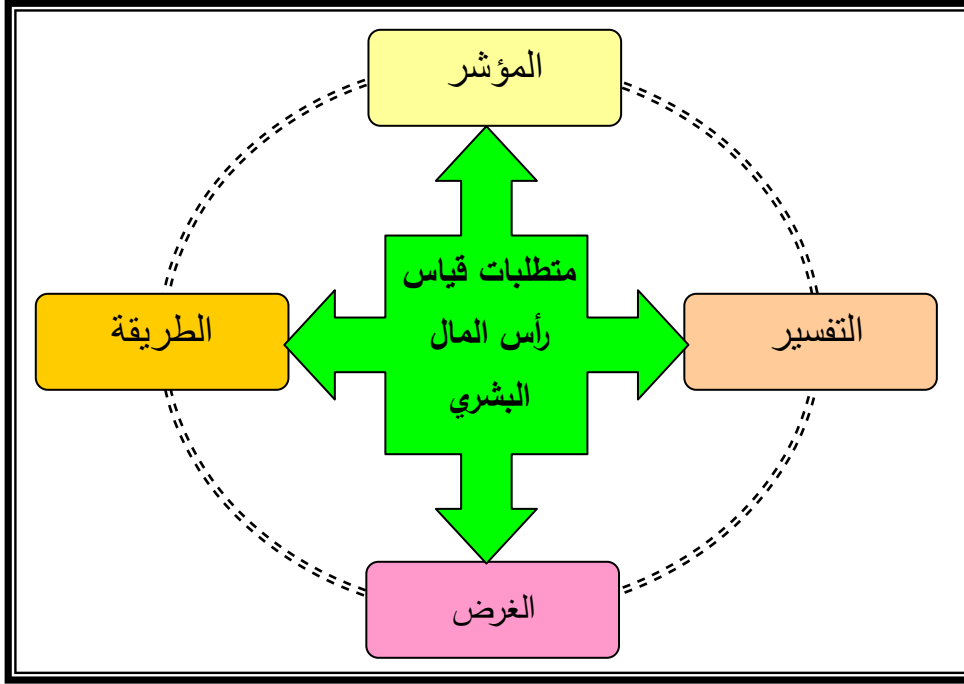 المؤشر
متطلبات قياس
رأس المال
البشري
التفسير
الطريقة
الغرض